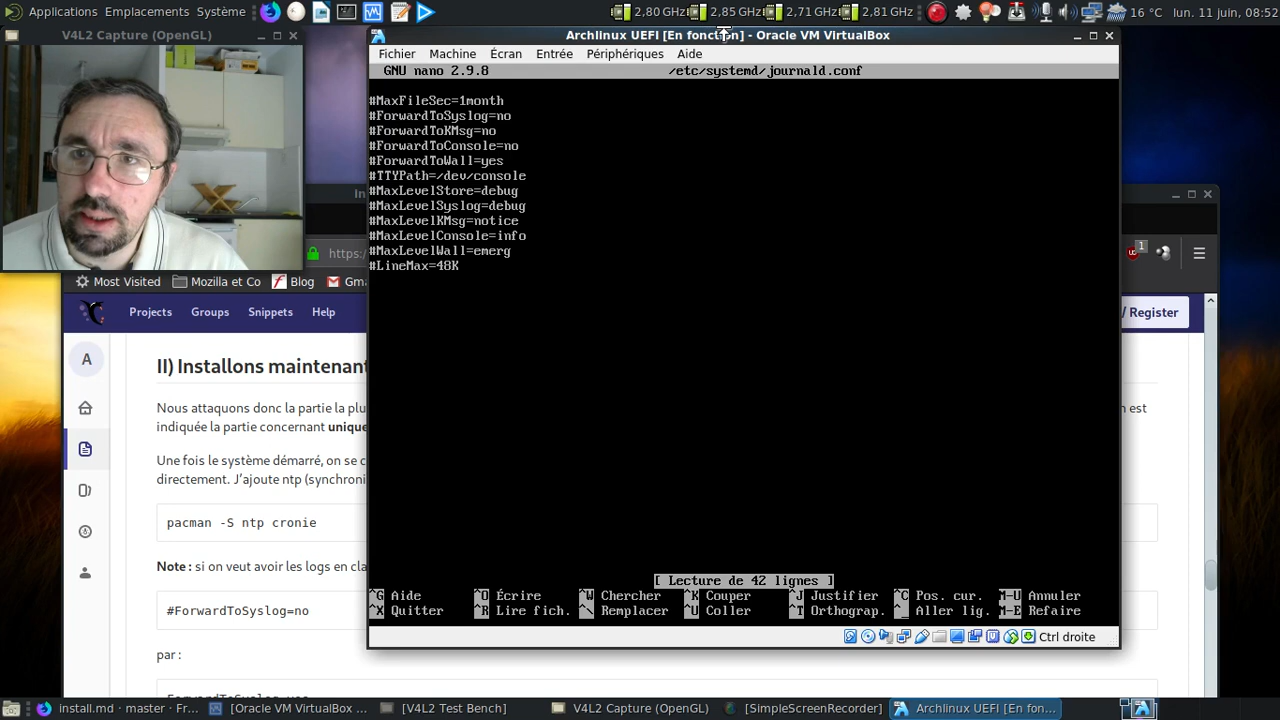 Applications Emplacements Système
2,80 GHz 2,85 GHz 2,71 GHz 2,81 GHz
16 °C lun. 11 juin, 08:52
V4L2 Capture (OpenGL)
Archlinux UEFI [En fonction] - Oracle VM VirtualBox
Fichier Machine Écran Entrée Périphériques Aide
GNU nano 2.9.8 /etc/systemd/journald.conf
#MaxFileSec=1month
#ForwardToSyslog=no
#ForwardToKMsg=no
#ForwardToConsole=no
#ForwardToWall=yes
#TTYPath=/dev/console
#MaxLevelStore=debug
#MaxLevelSyslog=debug
#MaxLevelKMsg=notice
#MaxLevelConsole=info
#MaxLevelWall=emerg
#LineMax=48K
[ Lecture de 42 lignes ]
^G Aide ^O Écrire ^W Chercher ^K Couper ^J Justifier ^C Pos. cur. M-U Annuler
^X Quitter ^R Lire fich. ^\ Remplacer ^U Coller ^T Orthograp. ^_ Aller lig. M-E Refaire
Ctrl droite
In
https:
1
Most Visited Mozilla et Co Blog Gma
Projects Groups Snippets Help / Register
A
II) Installons maintenant
Nous attaquons donc la partie la plu n est
indiquée la partie concernant unique
Une fois le système démarré, on se c
directement. J'ajoute ntp (synchroni
pacman -S ntp cronie
Note : si on veut avoir les logs en cla
#ForwardToSyslog=no
par :
ForwardToSyslog=yes
install.md · master · Fr... [Oracle VM VirtualBox ... [V4L2 Test Bench] V4L2 Capture (OpenGL) [SimpleScreenRecorder] Archlinux UEFI [En fon...